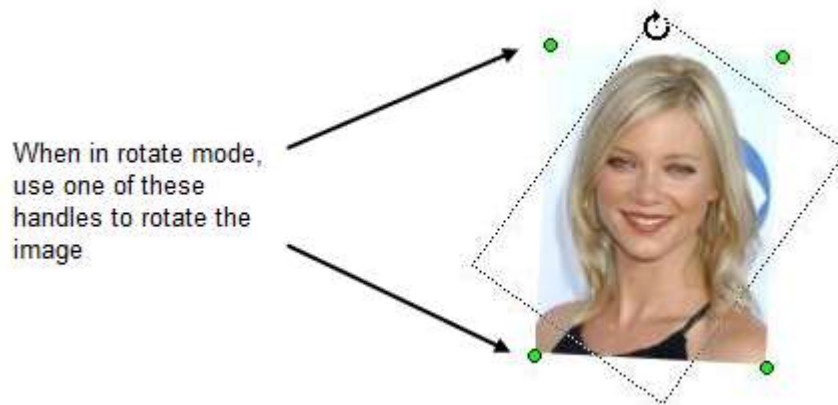 When in rotate mode,
use one of these
handles to rotate the
image